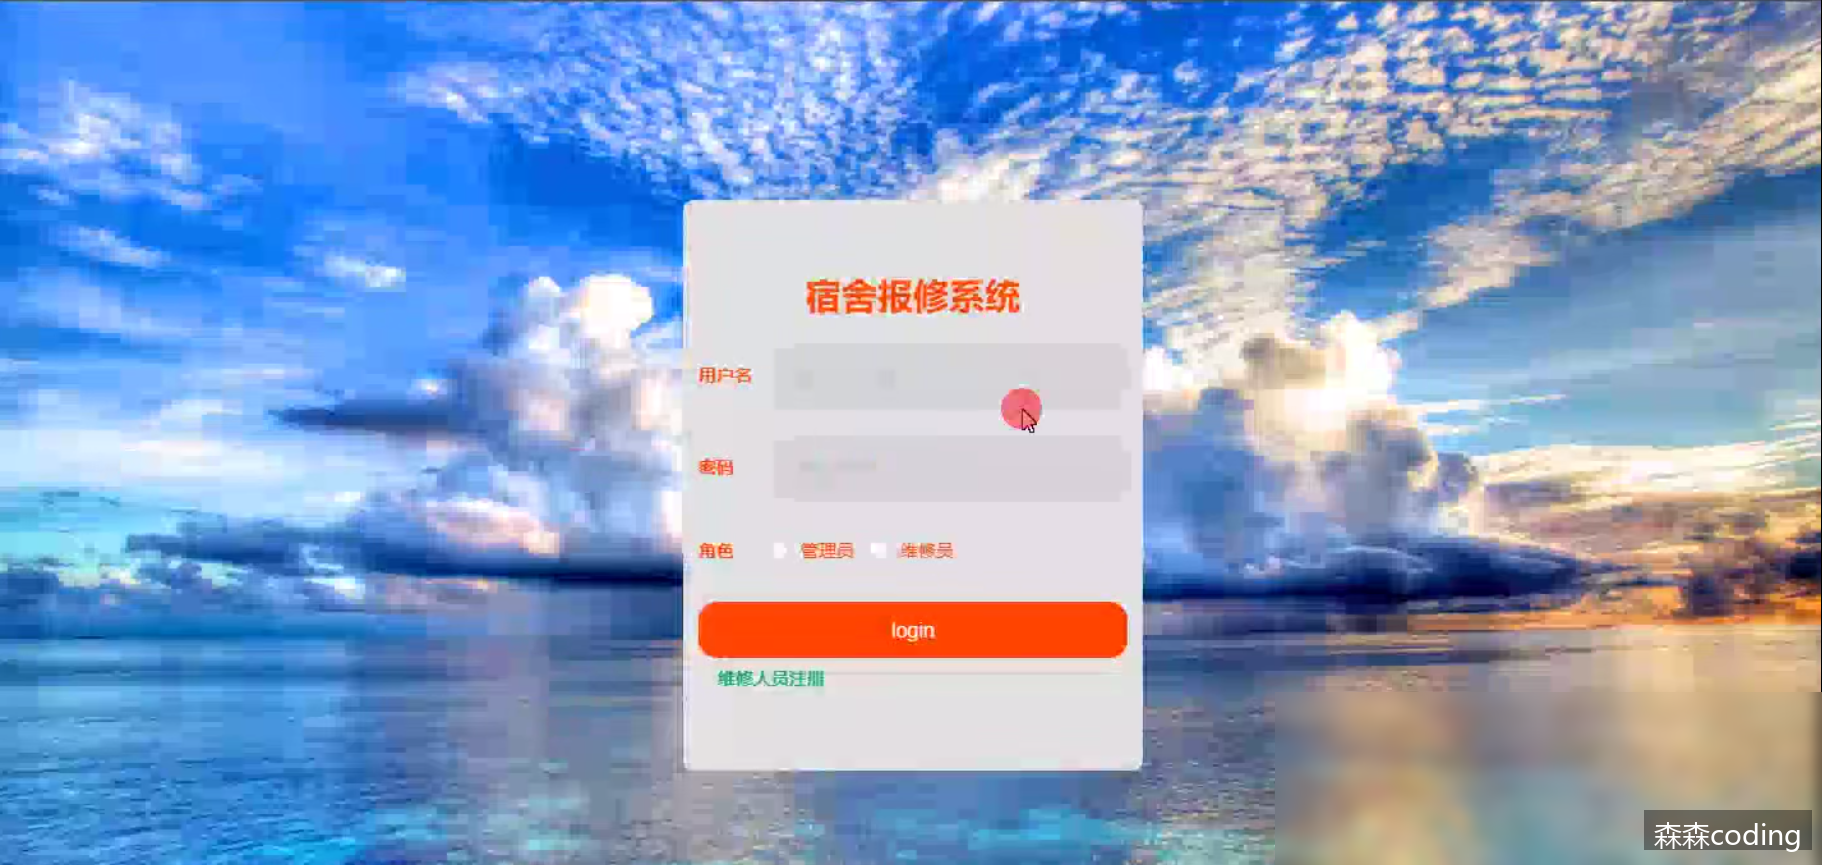 宿舍报修系统
用户名
密码
角色 管理员 维修员
login
维修人员注册
森森coding